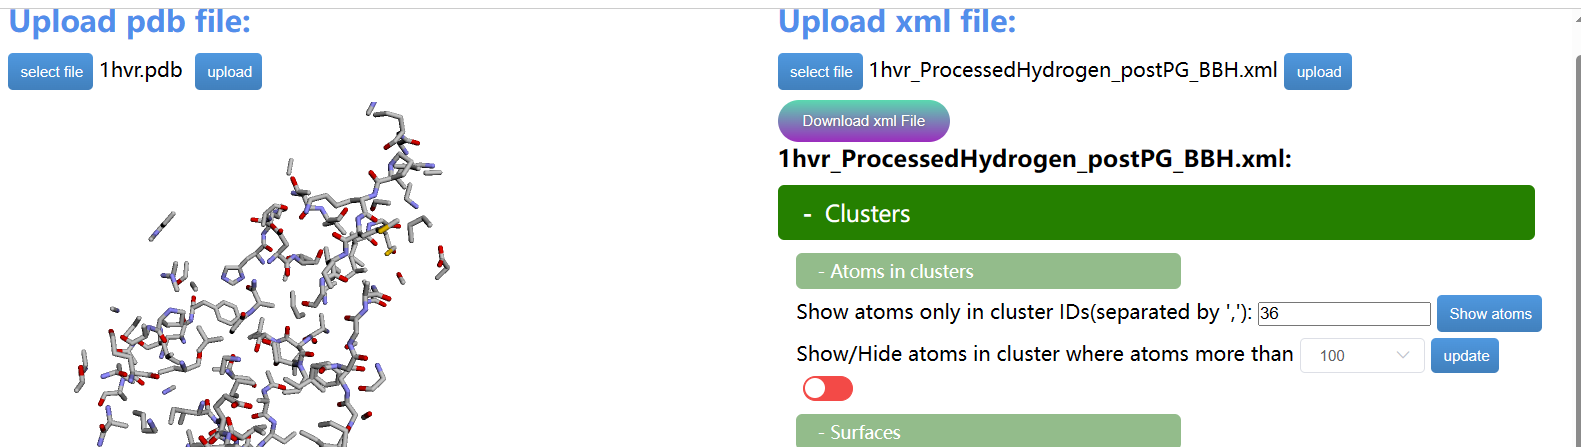 Upload pdb file:
select file 1hvr.pdb upload
Upload xml file:
select file 1hvr_ProcessedHydrogen_postPG_BBH.xml upload
Download xml File
1hvr_ProcessedHydrogen_postPG_BBH.xml:
- Clusters
- Atoms in clusters
Show atoms only in cluster IDs(separated by ','): 36 Show atoms
Show/Hide atoms in cluster where atoms more than 100 update
- Surfaces